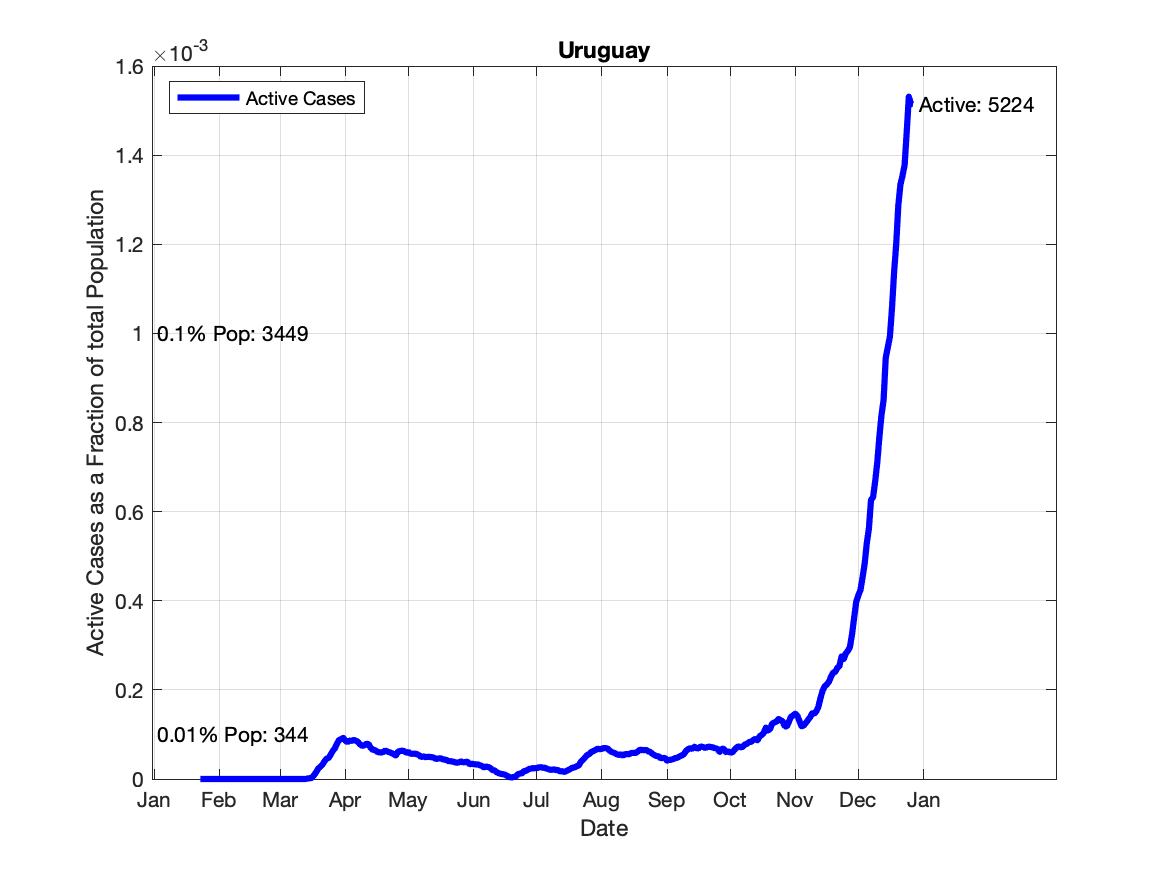 Uruguay
×10-3
1.6
1.4
1.2
1
0.8
0.6
0.4
0.2
0
Active Cases
Active: 5224
0.1% Pop: 3449
0.01% Pop: 344
Active Cases as a Fraction of total Population
Jan Feb Mar Apr May Jun Jul Aug Sep Oct Nov Dec Jan
Date